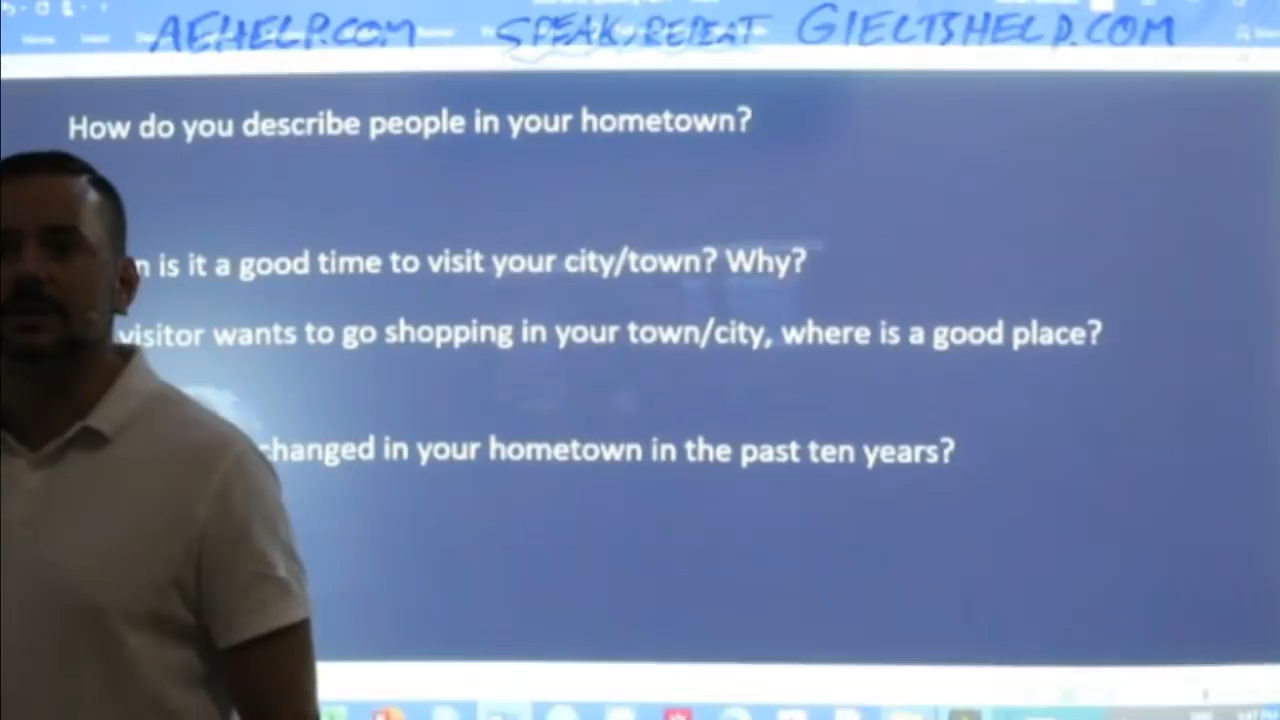 AEHELP.COM SPEAK, REPEAT GIELTSHELP.COM
How do you describe people in your hometown?
n is it a good time to visit your city/town? Why?
visitor wants to go shopping in your town/city, where is a good place?
changed in your hometown in the past ten years?